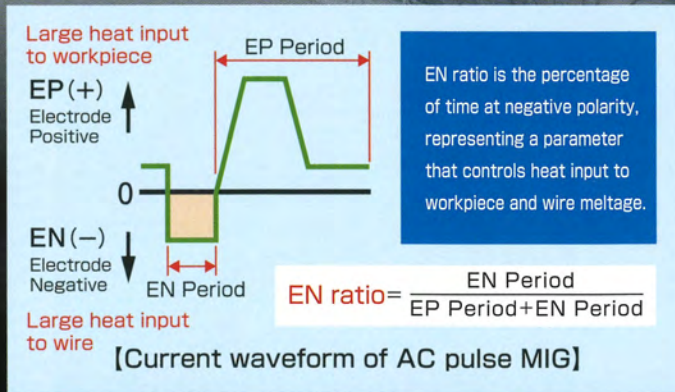 Large heat input
to workpiece
EP(+)
Electrode
Positive
EP Period
0
EN(−)
Electrode
Negative
EN Period
Large heat input
to wire
EN ratio is the percentage
of time at negative polarity,
representing a parameter
that controls heat input to
workpiece and wire meltage.
EN ratio=
EN Period
EP Period+EN Period
【Current waveform of AC pulse MIG】